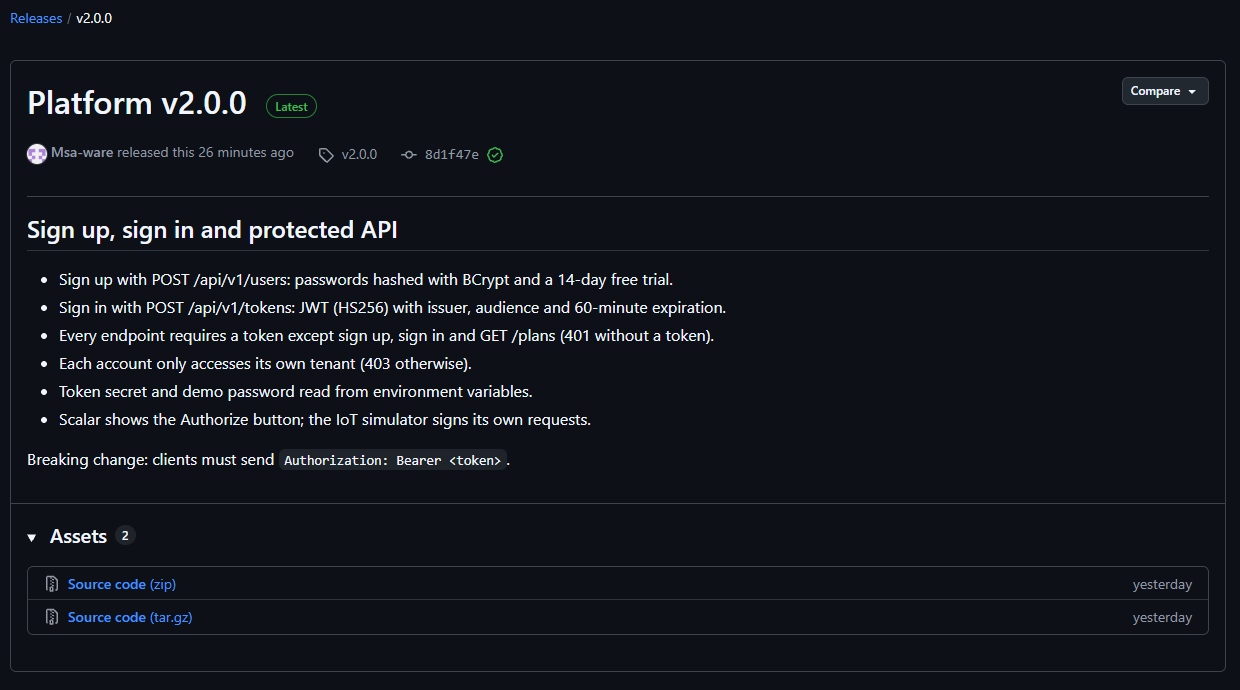 Releases / v2.0.0
Platform v2.0.0 Latest Compare
Msa-ware released this 26 minutes ago v2.0.0 8d1f47e
Sign up, sign in and protected API
Sign up with POST /api/v1/users: passwords hashed with BCrypt and a 14-day free trial.
Sign in with POST /api/v1/tokens: JWT (HS256) with issuer, audience and 60-minute expiration.
Every endpoint requires a token except sign up, sign in and GET /plans (401 without a token).
Each account only accesses its own tenant (403 otherwise).
Token secret and demo password read from environment variables.
Scalar shows the Authorize button; the IoT simulator signs its own requests.
Breaking change: clients must send Authorization: Bearer <token>.
Assets 2
Source code (zip) yesterday
Source code (tar.gz) yesterday